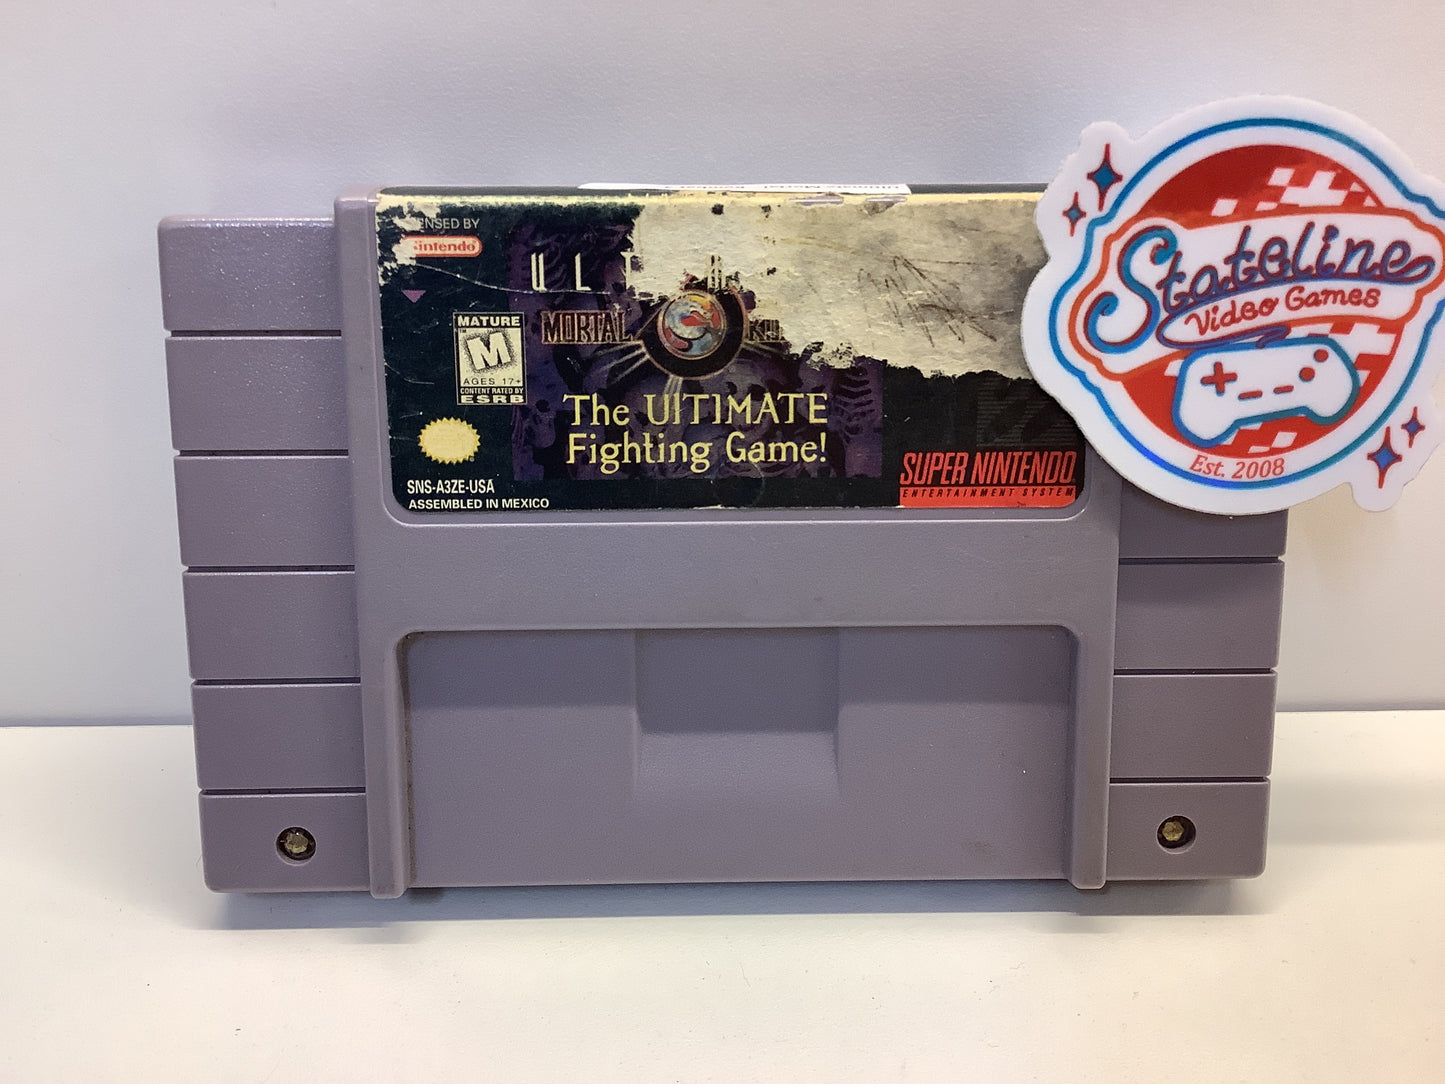 ENSED BY
Nintendo
ULT
MORTAL K
MATURE
M
AGES 17+
CONTENT RATED BY
ESRB
The ULTIMATE
Fighting Game!
SNS-A3ZE-USA
ASSEMBLED IN MEXICO
SUPER NINTENDO
ENTERTAINMENT SYSTEM
Stateline
Video Games
Est. 2008